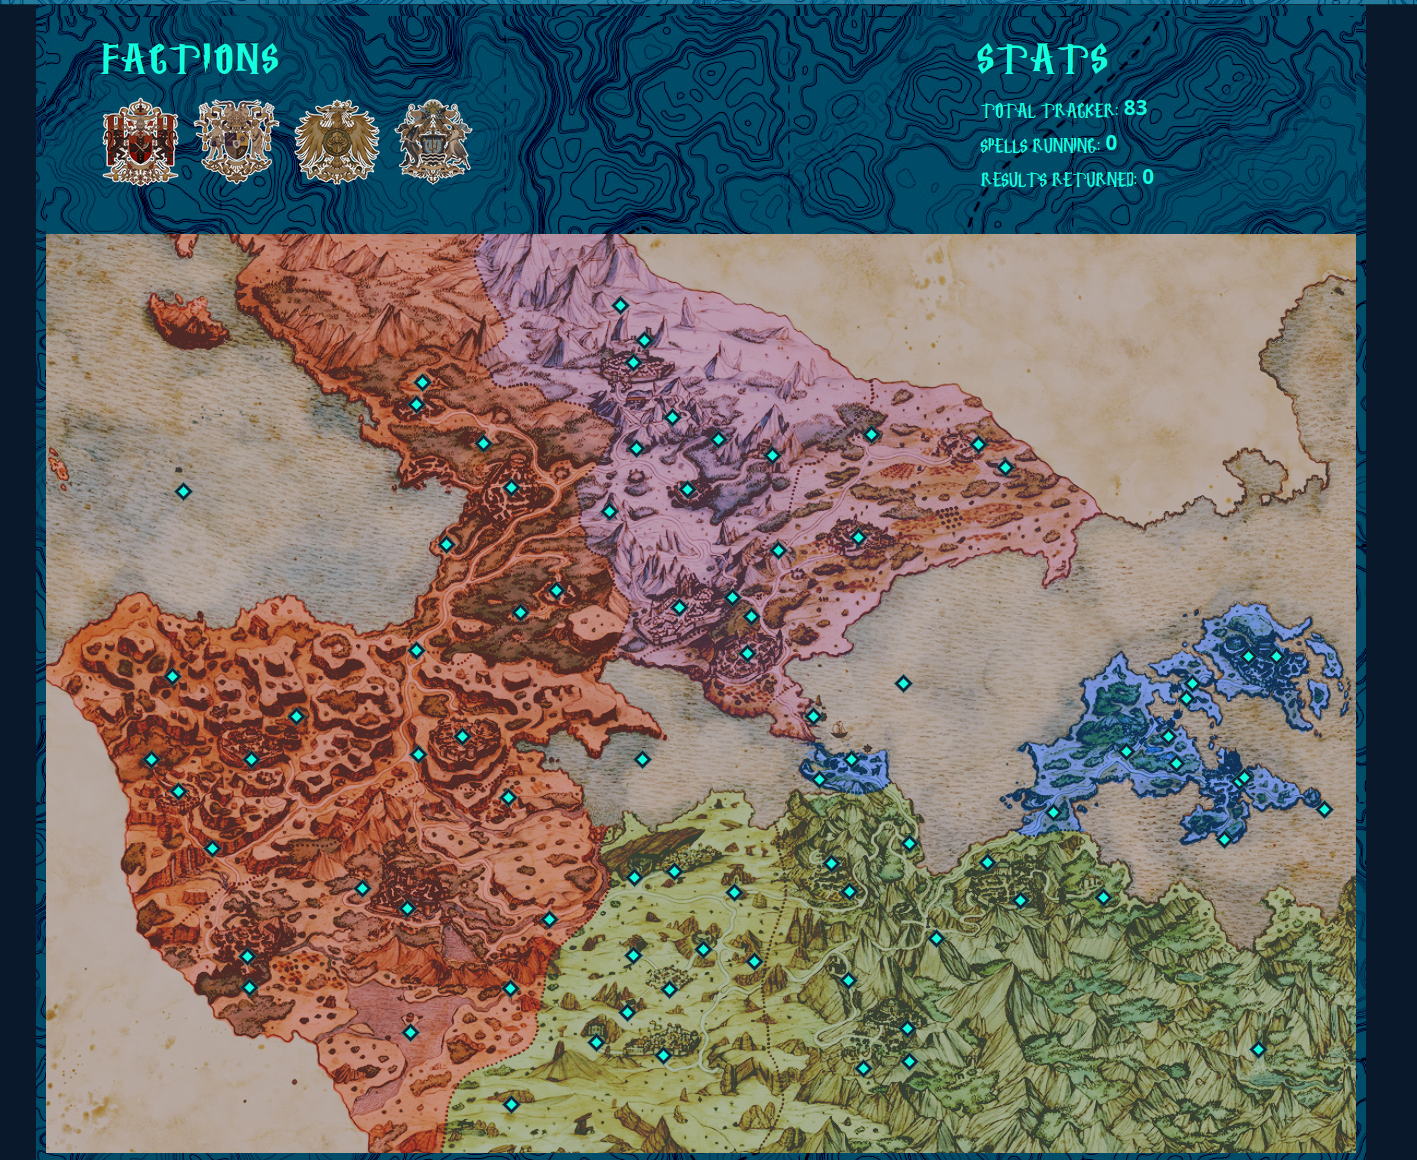 FACTIONS
STATS
TOTAL TRACKER: 83
SPELLS RUNNING: 0
RESULTS RETURNED: 0